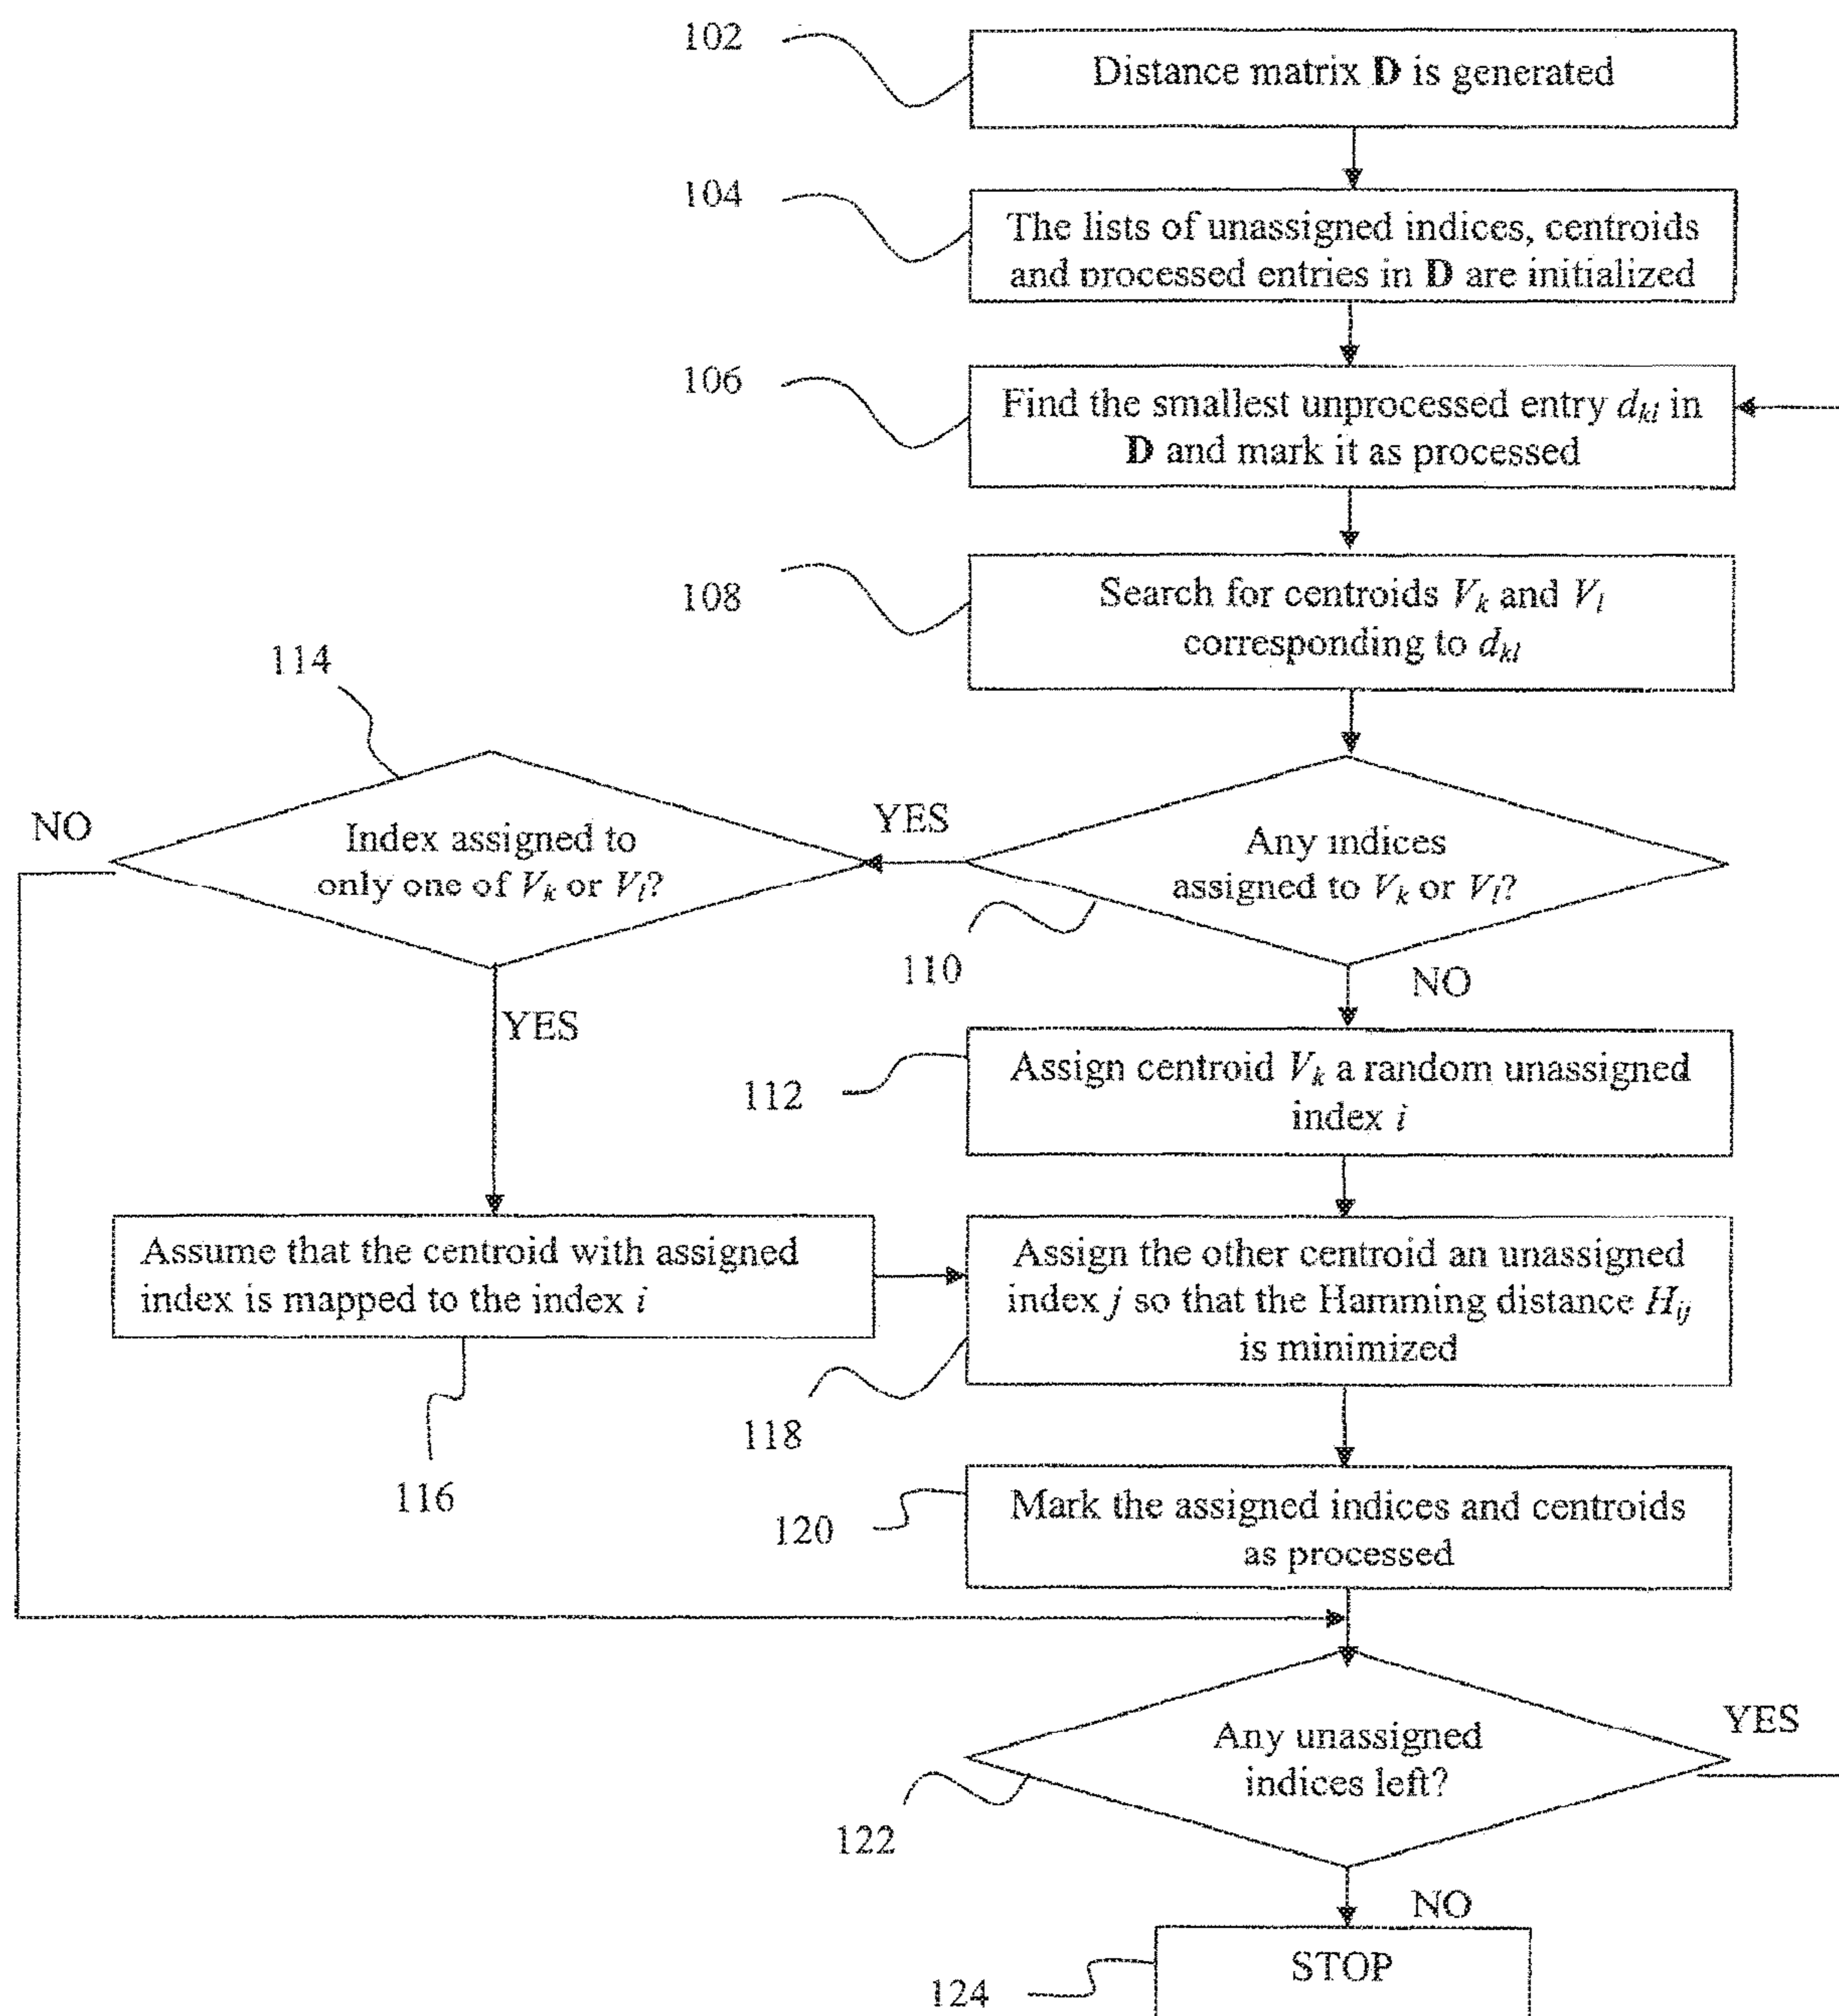 102
Distance matrix D is generated
104
The lists of unassigned indices, centroids
and processed entries in D are initialized
106
Find the smallest unprocessed entry dkl in
D and mark it as processed
108
Search for centroids Vk and Vl
corresponding to dkl
114
NO
Index assigned to
only one of Vk or Vl?
YES
Any indices
assigned to Vk or Vl?
110
NO
YES
112
Assign centroid Vk a random unassigned
index i
Assume that the centroid with assigned
index is mapped to the index i
Assign the other centroid an unassigned
index j so that the Hamming distance Hij
is minimized
118
116
120
Mark the assigned indices and centroids
as processed
Any unassigned
indices left?
YES
122
NO
STOP
124